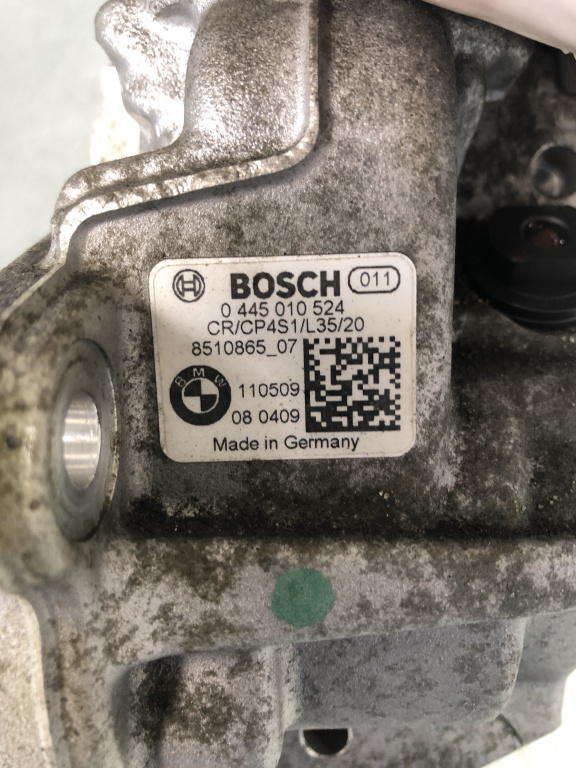 BOSCH 011
0 445 010 524
CR/CP4S1/L35/20
8510865_07
BMW
110509
08 0409
Made in Germany